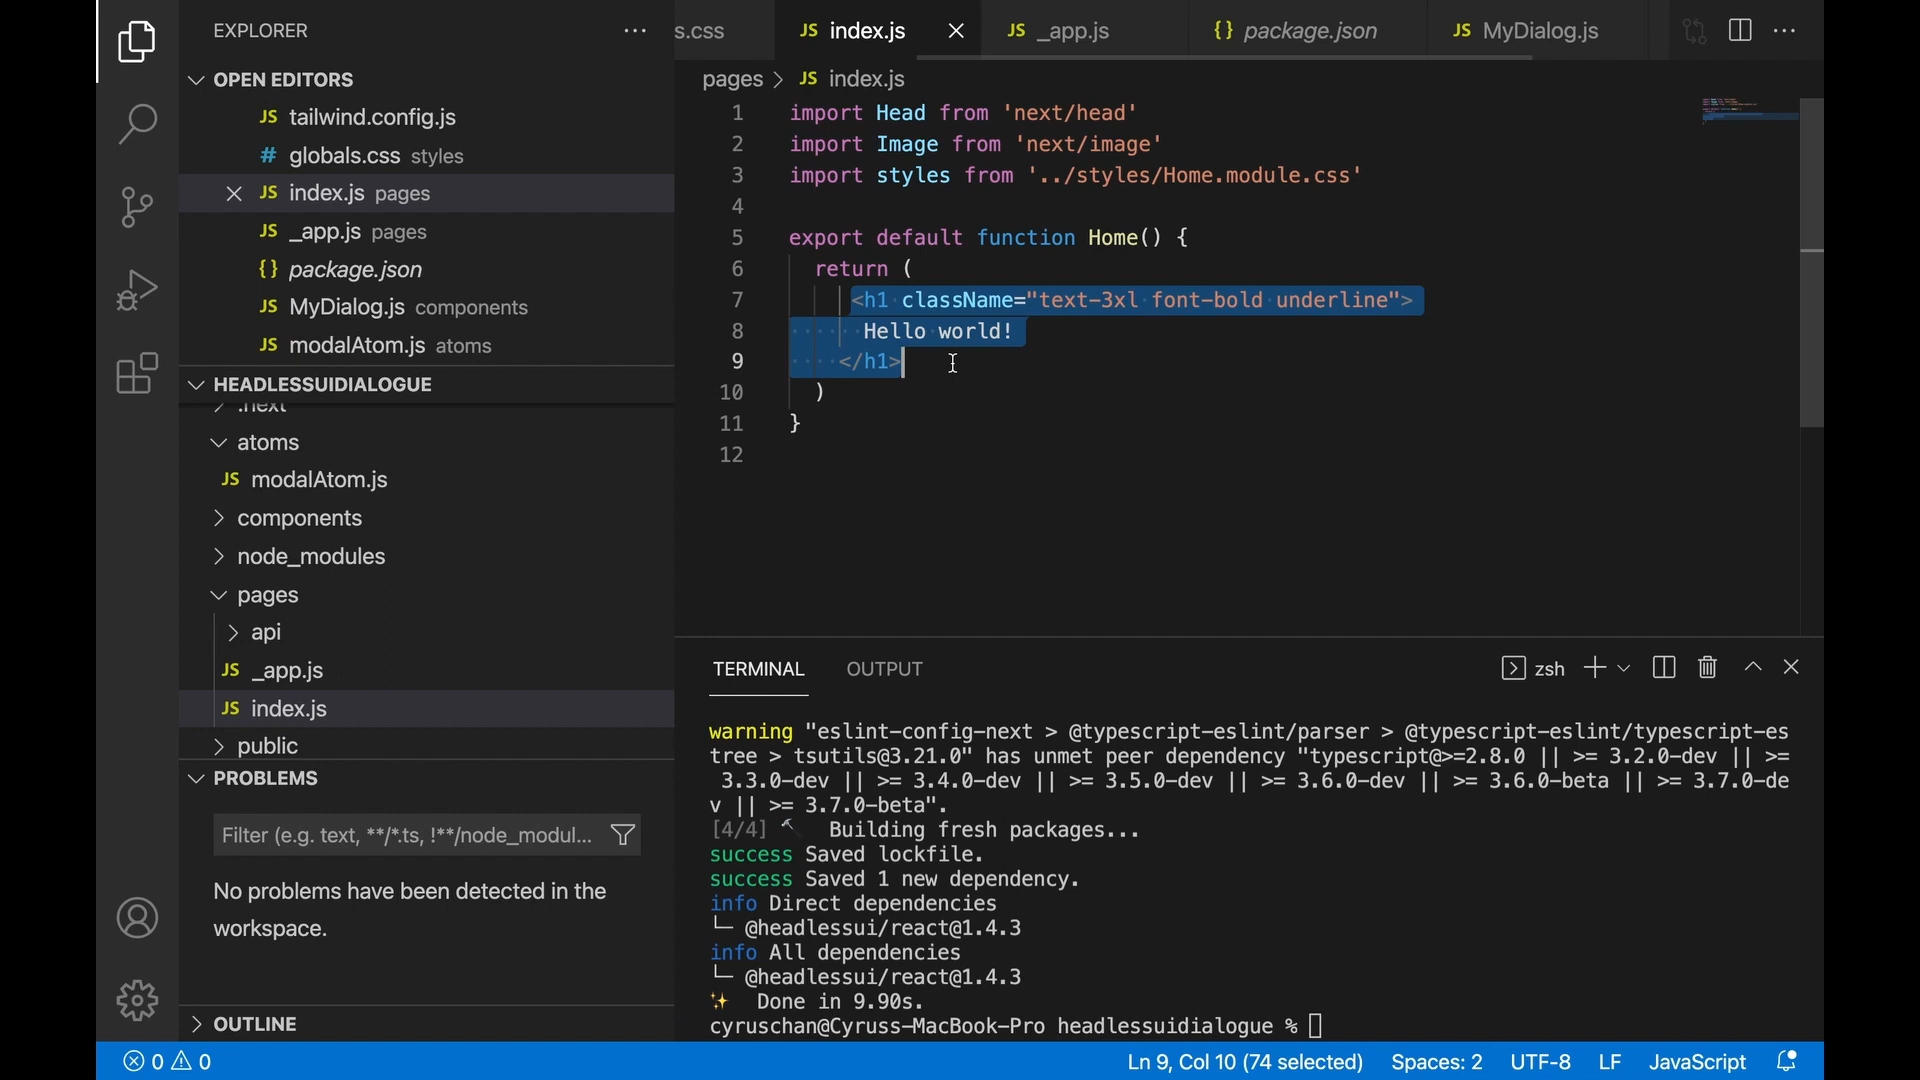 EXPLORER
OPEN EDITORS
JS tailwind.config.js
# globals.css styles
JS index.js pages
JS _app.js pages
{} package.json
JS MyDialog.js components
JS modalAtom.js atoms
HEADLESSUIDIALOGUE
.next
atoms
JS modalAtom.js
components
node_modules
pages
api
JS _app.js
JS index.js
public
PROBLEMS
Filter (e.g. text, **/*.ts, !**/node_modul...
No problems have been detected in the
workspace.
OUTLINE
s.css JS index.js JS _app.js {} package.json JS MyDialog.js
pages > JS index.js
1 import Head from 'next/head'
2 import Image from 'next/image'
3 import styles from '../styles/Home.module.css'
4
5 export default function Home() {
6 return (
7 <h1 className="text-3xl font-bold underline">
8 Hello world!
9 </h1>
10 )
11 }
12
TERMINAL OUTPUT zsh
warning "eslint-config-next > @typescript-eslint/parser > @typescript-eslint/typescript-es
tree > tsutils@3.21.0" has unmet peer dependency "typescript@>=2.8.0 || >= 3.2.0-dev || >=
3.3.0-dev || >= 3.4.0-dev || >= 3.5.0-dev || >= 3.6.0-dev || >= 3.6.0-beta || >= 3.7.0-de
v || >= 3.7.0-beta".
[4/4] 🔨 Building fresh packages...
success Saved lockfile.
success Saved 1 new dependency.
info Direct dependencies
└─ @headlessui/react@1.4.3
info All dependencies
└─ @headlessui/react@1.4.3
✨ Done in 9.90s.
cyruschan@Cyruss-MacBook-Pro headlessuidialogue %
0 0 Ln 9, Col 10 (74 selected) Spaces: 2 UTF-8 LF JavaScript